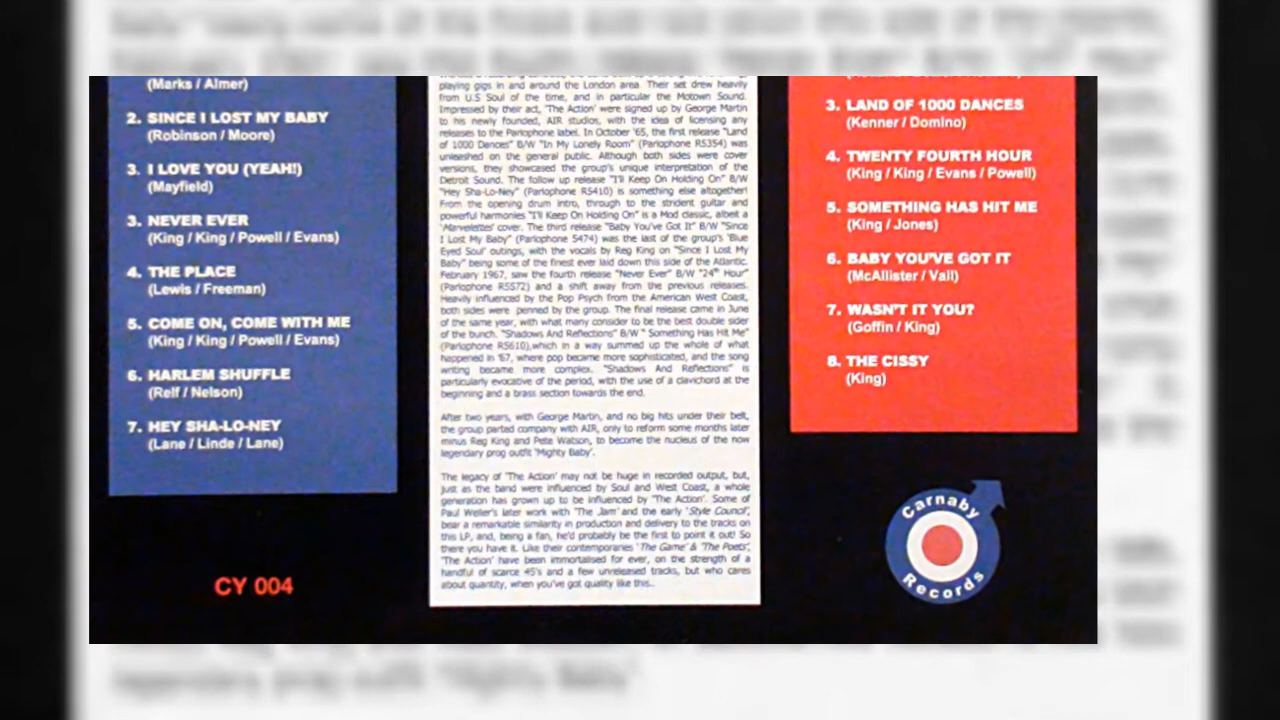 (Marks / Almer)
2. SINCE I LOST MY BABY
(Robinson / Moore)
3. I LOVE YOU (YEAH!)
(Mayfield)
3. NEVER EVER
(King / King / Powell / Evans)
4. THE PLACE
(Lewis / Freeman)
5. COME ON, COME WITH ME
(King / King / Powell / Evans)
6. HARLEM SHUFFLE
(Relf / Nelson)
7. HEY SHA-LO-NEY
(Lane / Linde / Lane)
CY 004
playing gigs in and around the London area. Their set drew heavily
from U.S Soul of the time, and in particular the Motown Sound.
Impressed by their act, 'The Action' were signed up by George Martin
to his newly founded, AIR studios, with the idea of licensing any
releases to the Parlophone label. In October '65, the first release "Land
of 1000 Dances" B/W "In My Lonely Room" (Parlophone R5354) was
unleashed on the general public. Although both sides were cover
versions, they showcased the group's unique interpretation of the
Detroit Sound. The follow up release "I'll Keep On Holding On" B/W
"Hey Sha-Lo-Ney" (Parlophone R5410) is something else altogether!
From the opening drum intro, through to the strident guitar and
powerful harmonies "I'll Keep On Holding On" is a Mod classic, albeit a
'Marvelettes' cover. The third release "Baby You've Got It" B/W "Since
I Lost My Baby" (Parlophone 5474) was the last of the group's 'Blue
Eyed Soul' outings, with the vocals by Reg King on "Since I Lost My
Baby" being some of the finest ever laid down this side of the Atlantic.
February 1967, saw the fourth release "Never Ever" B/W "24th Hour"
(Parlophone R5572) and a shift away from the previous releases.
Heavily influenced by the Pop Psych from the American West Coast,
both sides were penned by the group. The final release came in June
of the same year, with what many consider to be the best double sider
of the bunch. "Shadows And Reflections" B/W " Something Has Hit Me"
(Parlophone R5610),which in a way summed up the whole of what
happened in '67, where pop became more sophisticated, and the song
writing became more complex. "Shadows And Reflections" is
particularly evocative of the period, with the use of a clavichord at the
beginning and a brass section towards the end.
After two years, with George Martin, and no big hits under their belt,
the group parted company with AIR, only to reform some months later
minus Reg King and Pete Watson, to become the nucleus of the now
legendary prog outfit 'Mighty Baby'.
The legacy of 'The Action' may not be huge in recorded output, but,
just as the band were influenced by Soul and West Coast, a whole
generation has grown up to be influenced by 'The Action'. Some of
Paul Weller's later work with 'The Jam' and the early 'Style Council',
bear a remarkable similarity in production and delivery to the tracks on
this LP, and, being a fan, he'd probably be the first to point it out! So
there you have it. Like their contemporaries 'The Game' & 'The Poets',
'The Action' have been immortalised for ever, on the strength of a
handful of scarce 45's and a few unreleased tracks, but who cares
about quantity, when you've got quality like this..
3. LAND OF 1000 DANCES
(Kenner / Domino)
4. TWENTY FOURTH HOUR
(King / King / Evans / Powell)
5. SOMETHING HAS HIT ME
(King / Jones)
6. BABY YOU'VE GOT IT
(McAllister / Vail)
7. WASN'T IT YOU?
(Goffin / King)
8. THE CISSY
(King)
Carnaby
Records